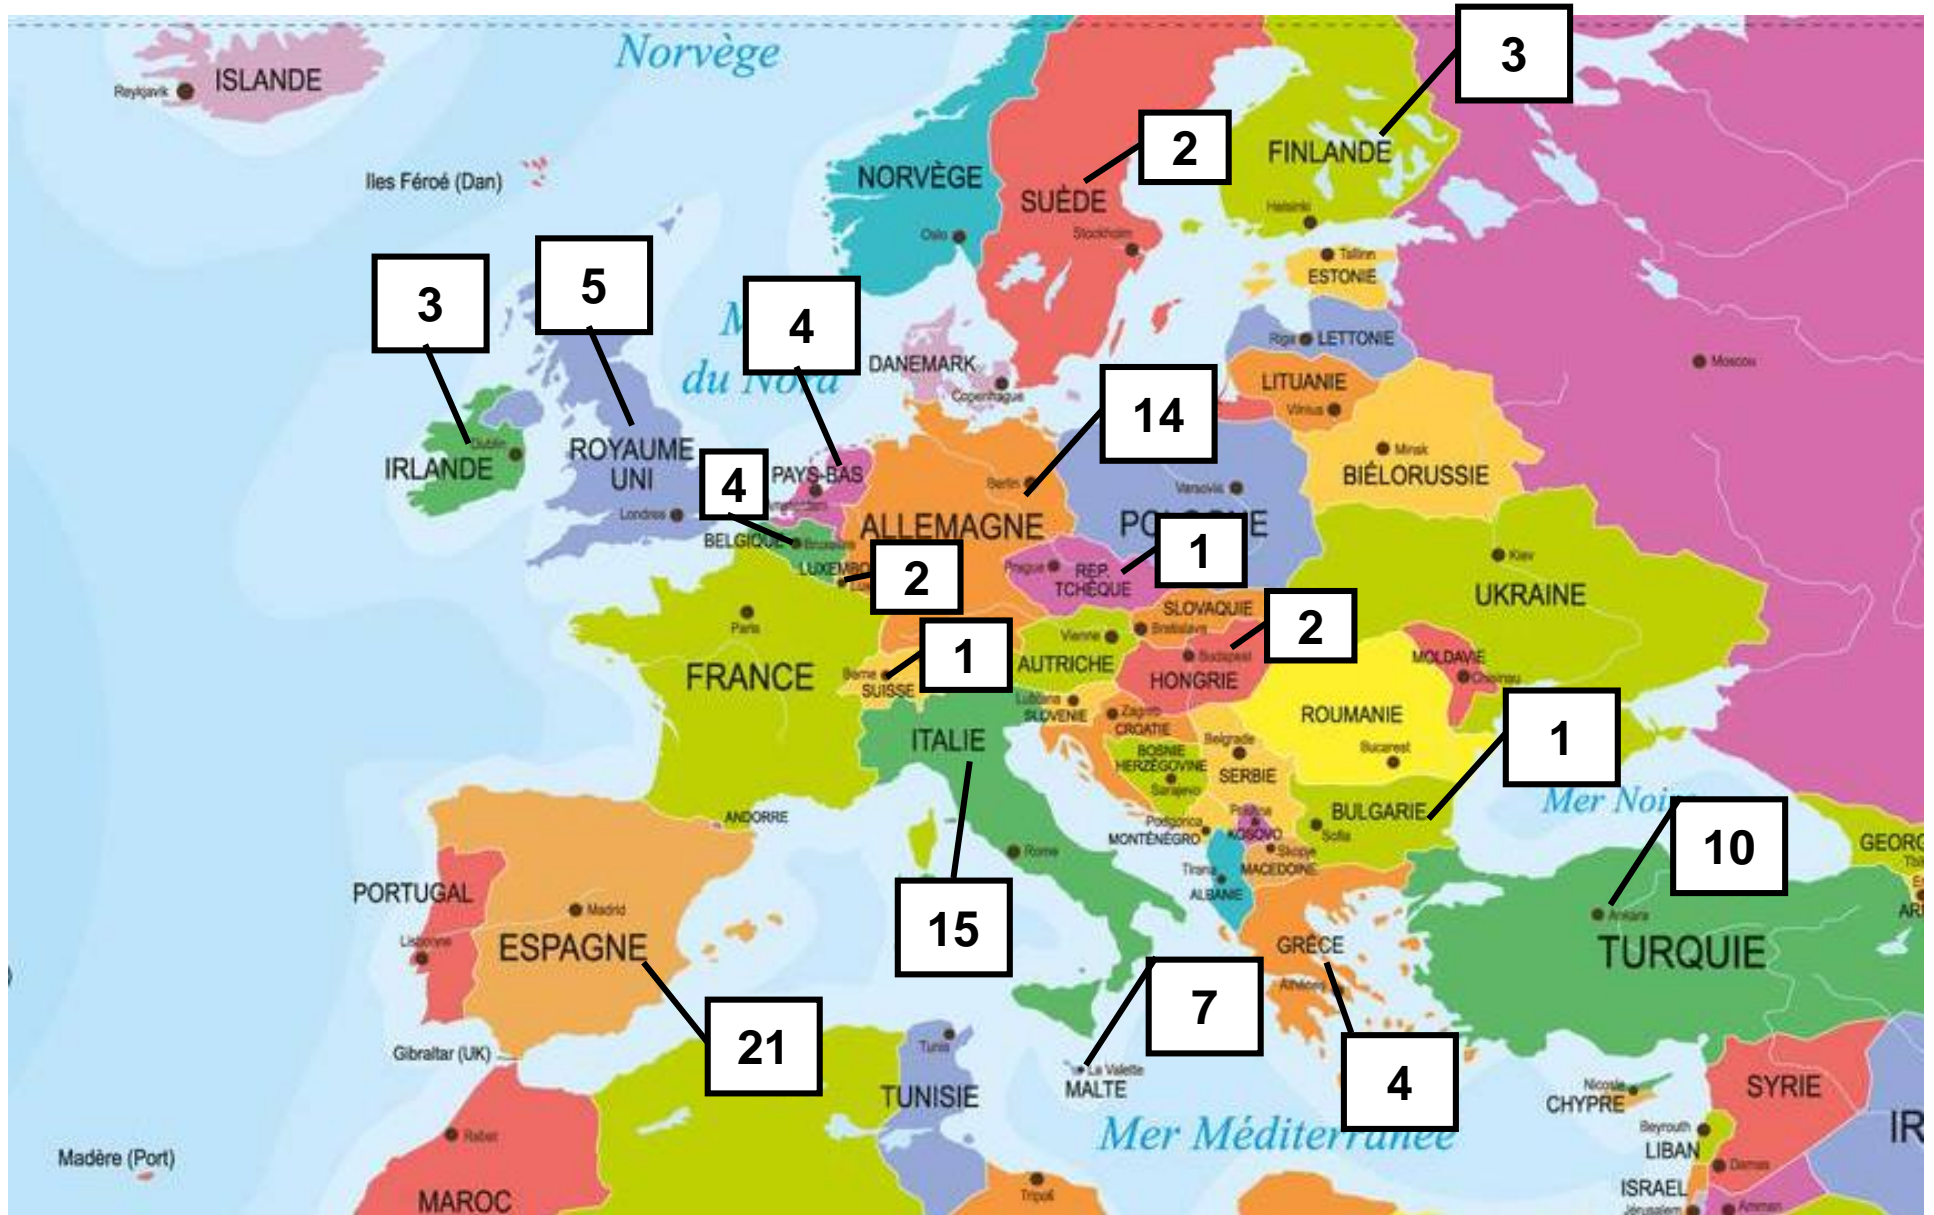 Norvège
3
ISLANDE
Reykjavik
2
FINLANDE
NORVÈGE
Iles Féroé (Dan)
SUÈDE
Helsinki
Oslo
Stockholm
Tallinn
ESTONIE
3
5
4
Riga
LETTONIE
du Nord
DANEMARK
Copenhague
LITUANIE
Vilnius
Moscou
14
Dublin
IRLANDE
ROYAUME
UNI
Londres
4
PAYS-BAS
Berlin
Varsovie
Minsk
BIÉLORUSSIE
ALLEMAGNE
BELGIQUE
Bruxelles
1
Kiev
UKRAINE
2
Prague
RÉP.
TCHÈQUE
SLOVAQUIE
Bratislava
2
Paris
Vienne
AUTRICHE
1
Budapest
HONGRIE
MOLDAVIE
Chisinau
FRANCE
Berne
SUISSE
Lubliana
SLOVENIE
Zagreb
CROATIE
ROUMANIE
Bucarest
1
ITALIE
Belgrade
BOSNIE
HERZÉGOVINE
Sarajevo
SERBIE
Mer Noire
BULGARIE
Sofia
ANDORRE
Podgorica
MONTÉNÉGRO
Pristina
KOSOVO
Skopje
MACEDOINE
10
Rome
Tirana
ALBANIE
PORTUGAL
Lisbonne
Madrid
ESPAGNE
15
GRÈCE
Athènes
Ankara
TURQUIE
7
21
Gibraltar (UK)
Tunis
TUNISIE
La Valette
MALTE
4
Nicosie
CHYPRE
SYRIE
Mer Méditerranée
Beyrouth
LIBAN
Damas
Rabat
MAROC
Madère (Port)
Tripoli
ISRAEL
Jérusalem
Amman